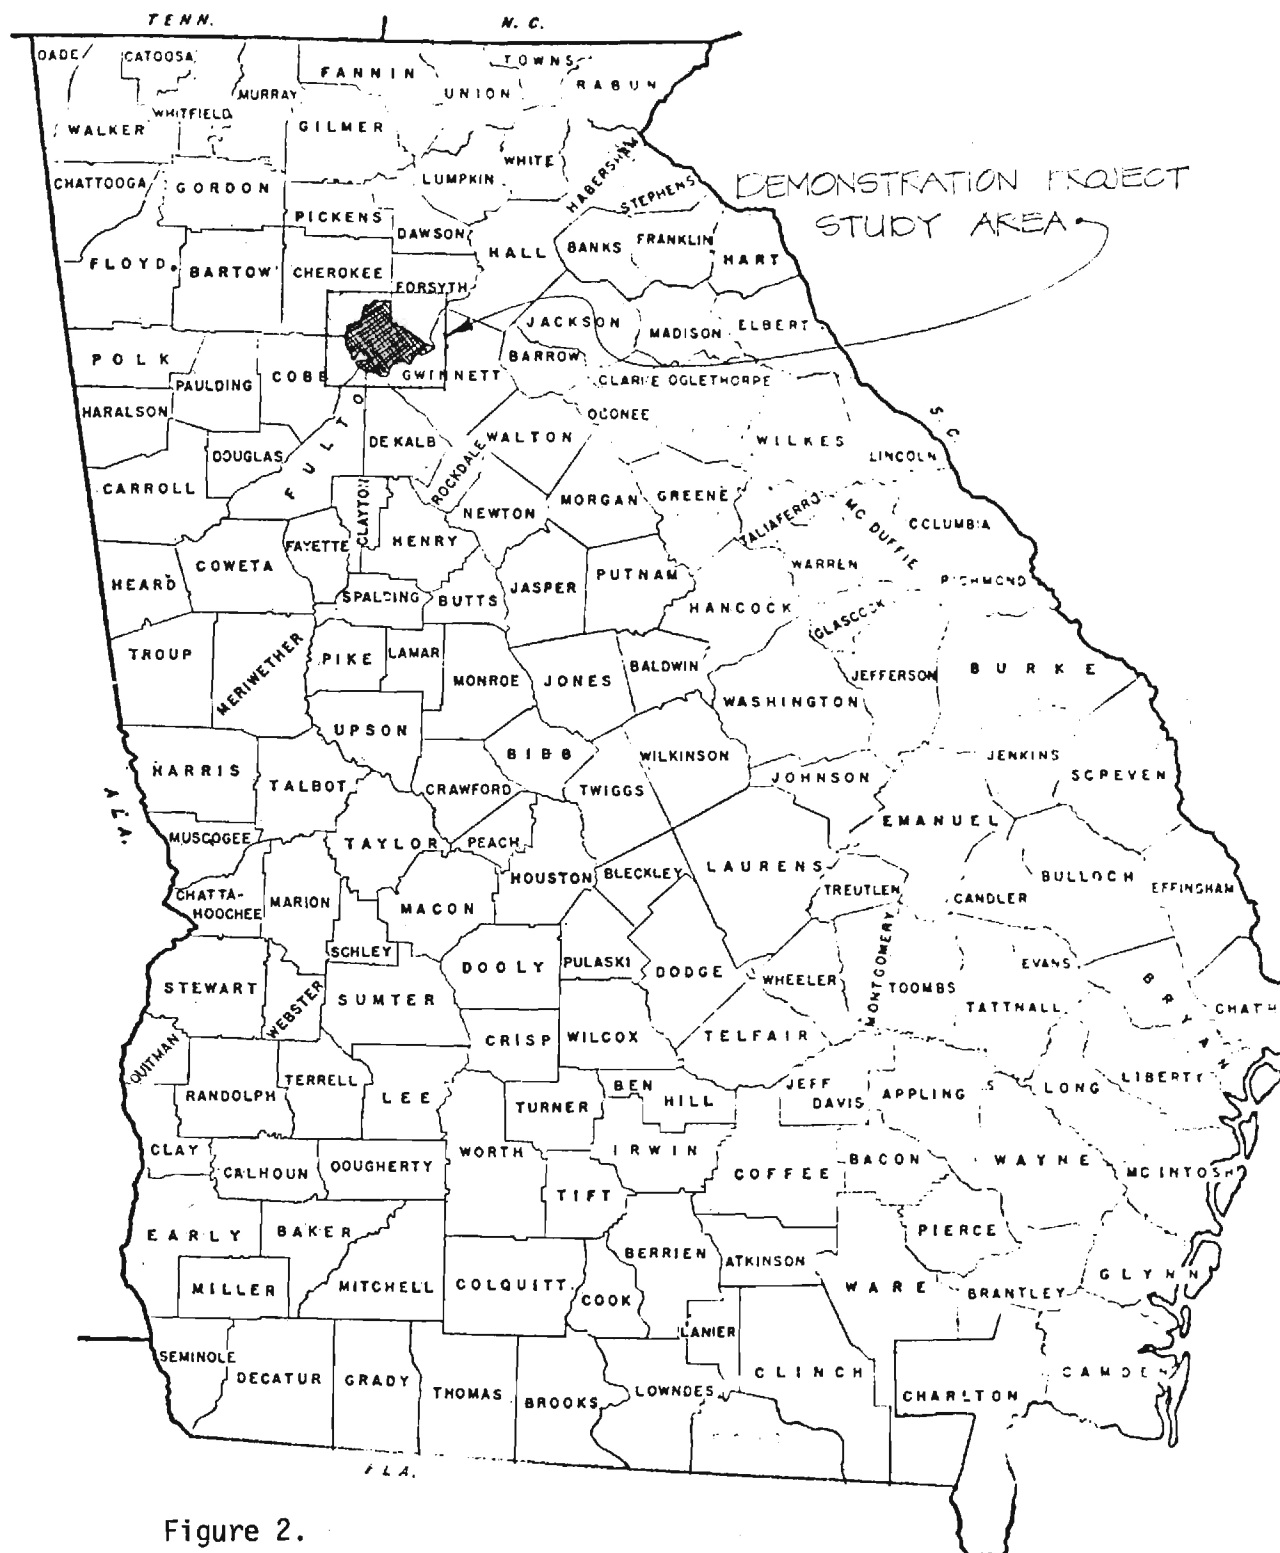 TENN.
N. C.
DADE
CATOOSA
FANNIN
TOWNS
UNION
RABUN
MURRAY
WHITFIELD
WALKER
GILMER
WHITE
HABERSHAM
CHATTOOGA
GORDON
LUMPKIN
STEPHENS
DEMONSTRATION PROJECT
STUDY AREA
PICKENS
DAWSON
HALL
BANKS
FRANKLIN
HART
FLOYD
BARTOW
CHEROKEE
FORSYTH
JACKSON
MADISON
ELBERT
POLK
PAULDING
COBB
GWINNETT
BARROW
CLARKE
OGLETHORPE
HARALSON
FULTO
OCONEE
DOUGLAS
DE KALB
WALTON
WILKES
LINCOLN
S. C.
CARROLL
CLAYTON
ROCKDALE
NEWTON
MORGAN
GREENE
TALIAFERRO
MC DUFFIE
COLUMBIA
HEARD
COWETA
FAYETTE
HENRY
JASPER
PUTNAM
WARREN
RICHMOND
SPALDING
BUTTS
HANCOCK
GLASCOCK
TROUP
MERIWETHER
PIKE
LAMAR
MONROE
JONES
BALDWIN
WASHINGTON
JEFFERSON
BURKE
UPSON
HARRIS
TALBOT
CRAWFORD
BIBB
TWIGGS
WILKINSON
JOHNSON
JENKINS
SCREVEN
ALA.
MUSCOGEE
TAYLOR
PEACH
EMANUEL
CHATTA-
HOOCHEE
MARION
MACON
HOUSTON
BLECKLEY
LAURENS
TREUTLEN
CANDLER
BULLOCH
EFFINGHAM
SCHLEY
DOOLY
PULASKI
DODGE
WHEELER
MONTGOMERY
TOOMBS
EVANS
BRYAN
STEWART
WEBSTER
SUMTER
TATTNALL
CHATH
CRISP
WILCOX
TELFAIR
QUITMAN
RANDOLPH
TERRELL
LEE
TURNER
BEN
HILL
JEFF
DAVIS
APPLING
LONG
LIBERTY
CLAY
CALHOUN
DOUGHERTY
WORTH
IRWIN
COFFEE
BACON
WAYNE
MC INTOSH
TIFT
EARLY
BAKER
BERRIEN
ATKINSON
PIERCE
MILLER
MITCHELL
COLQUITT
COOK
WARE
BRANTLEY
GLYNN
SEMINOLE
DECATUR
GRADY
THOMAS
BROOKS
LANIER
LOWNDES
CLINCH
CHARLTON
CAMDEN
FLA.
Figure 2.